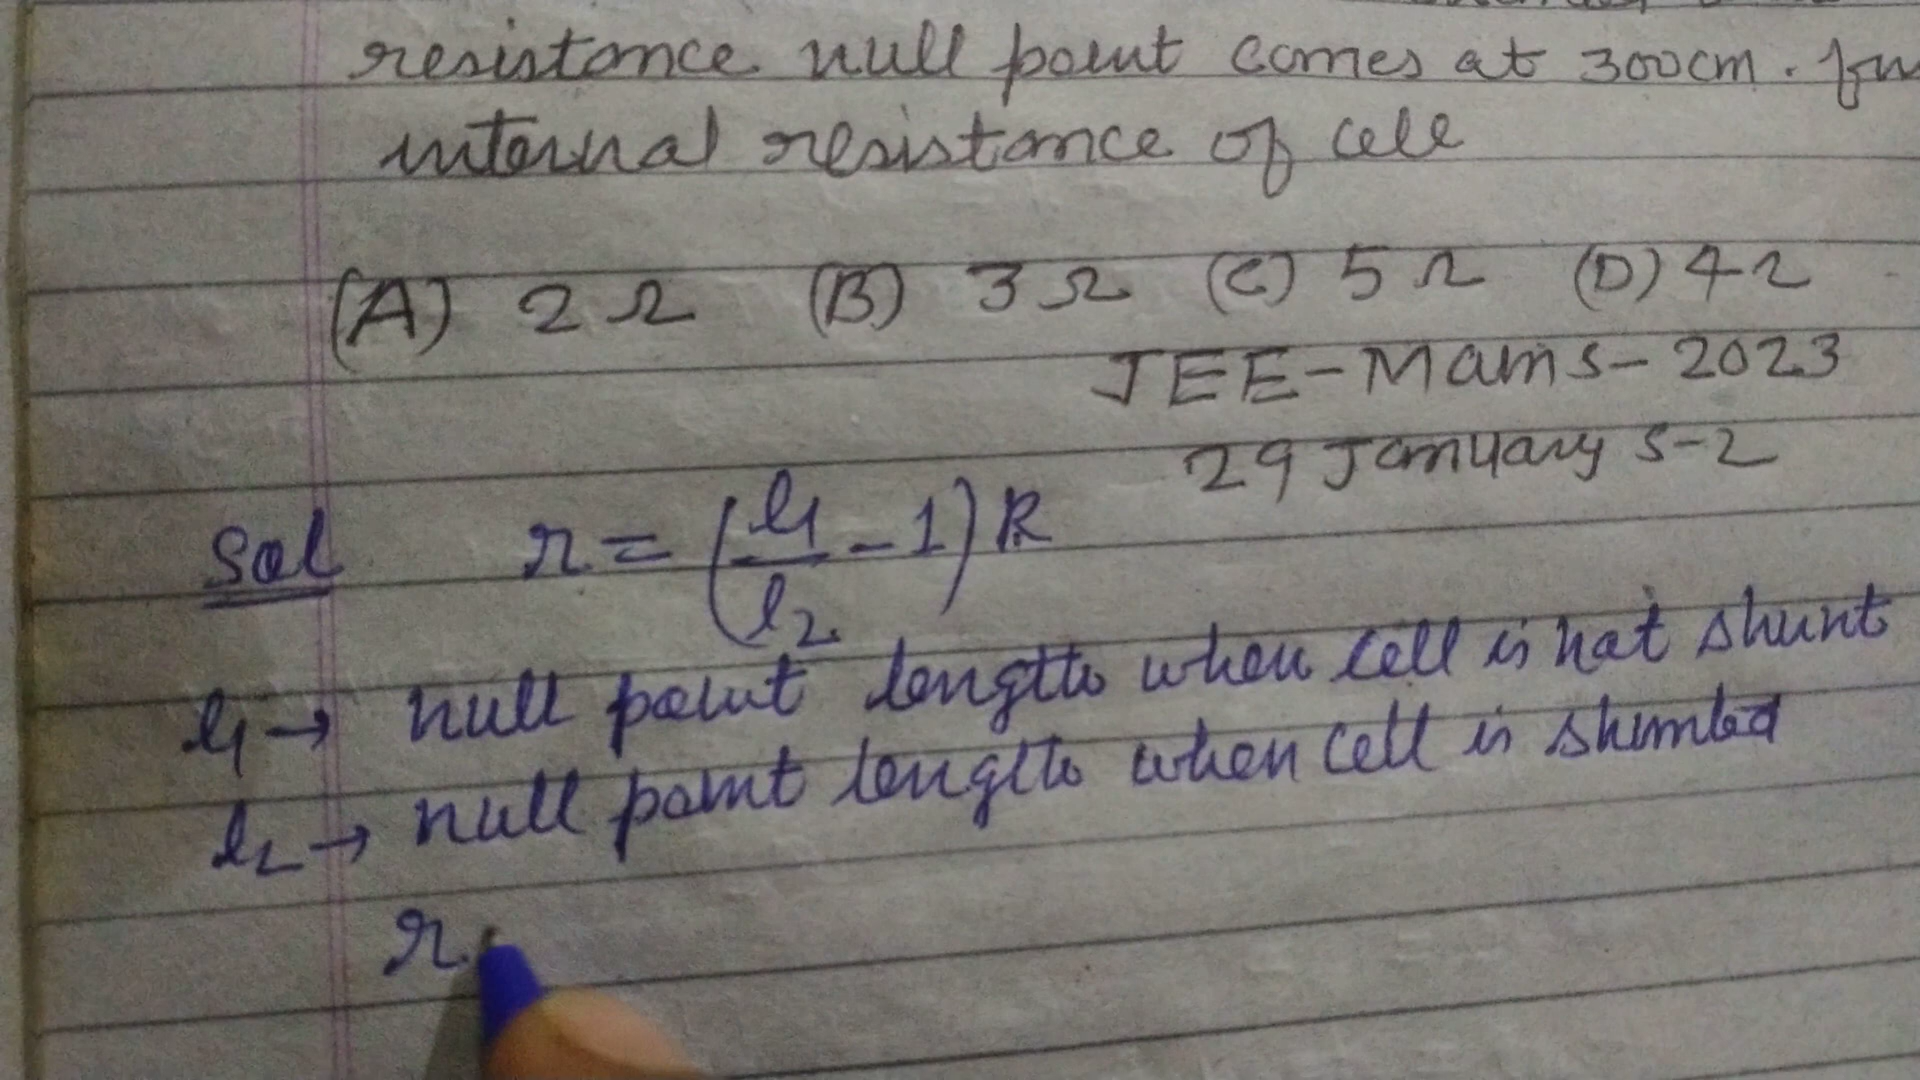 resistance null point comes at 300cm.
internal resistance of cell
(A) 2Ω (B) 3Ω (C) 5Ω (D) 4Ω
JEE-Mains-2023
29 January S-2
Sol r = (l1/l2 - 1) R
l1 → null point length when cell is not shunt
l2 → null point length when cell is shunted
r